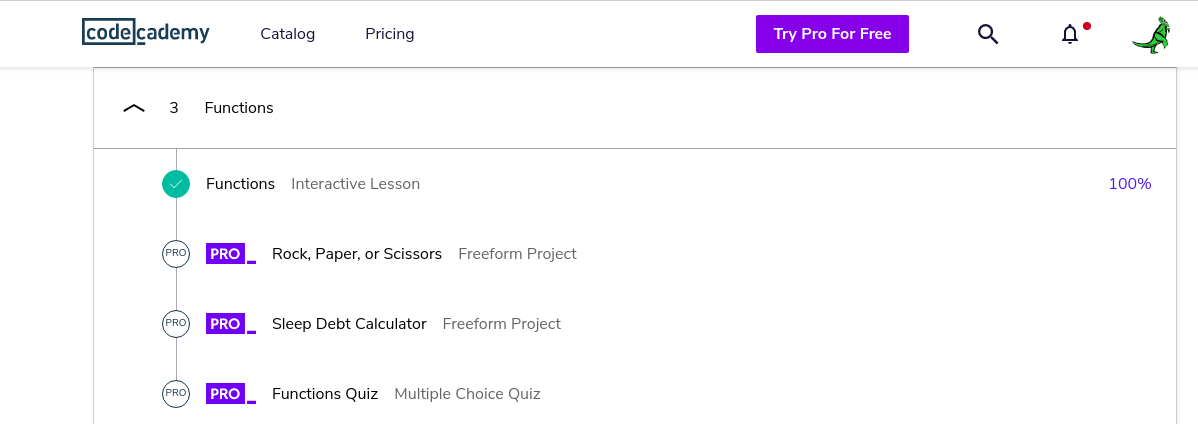 codecademy Catalog Pricing Try Pro For Free
3 Functions
Functions Interactive Lesson 100%
PRO PRO Rock, Paper, or Scissors Freeform Project
PRO PRO Sleep Debt Calculator Freeform Project
PRO PRO Functions Quiz Multiple Choice Quiz